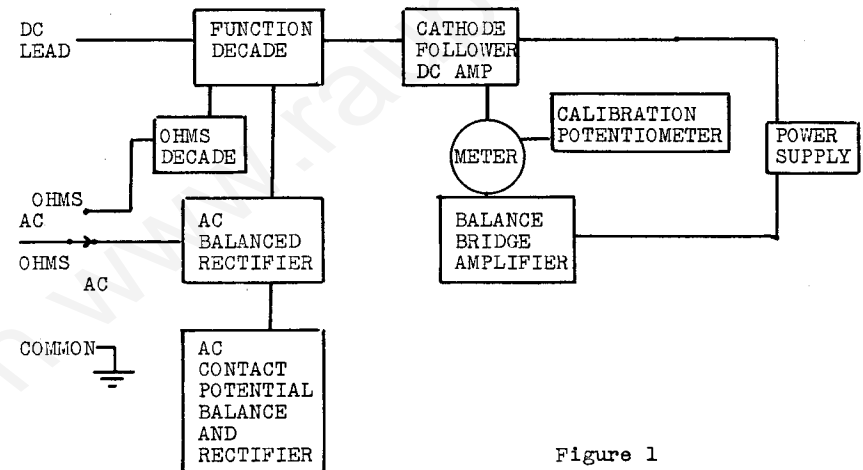 DC
LEAD
FUNCTION
DECADE
CATHODE
FOLLOWER
DC AMP
OHMS
DECADE
METER
CALIBRATION
POTENTIOMETER
POWER
SUPPLY
OHMS
AC
OHMS
AC
AC
BALANCED
RECTIFIER
BALANCE
BRIDGE
AMPLIFIER
COMMON
AC
CONTACT
POTENTIAL
BALANCE
AND
RECTIFIER
Figure 1